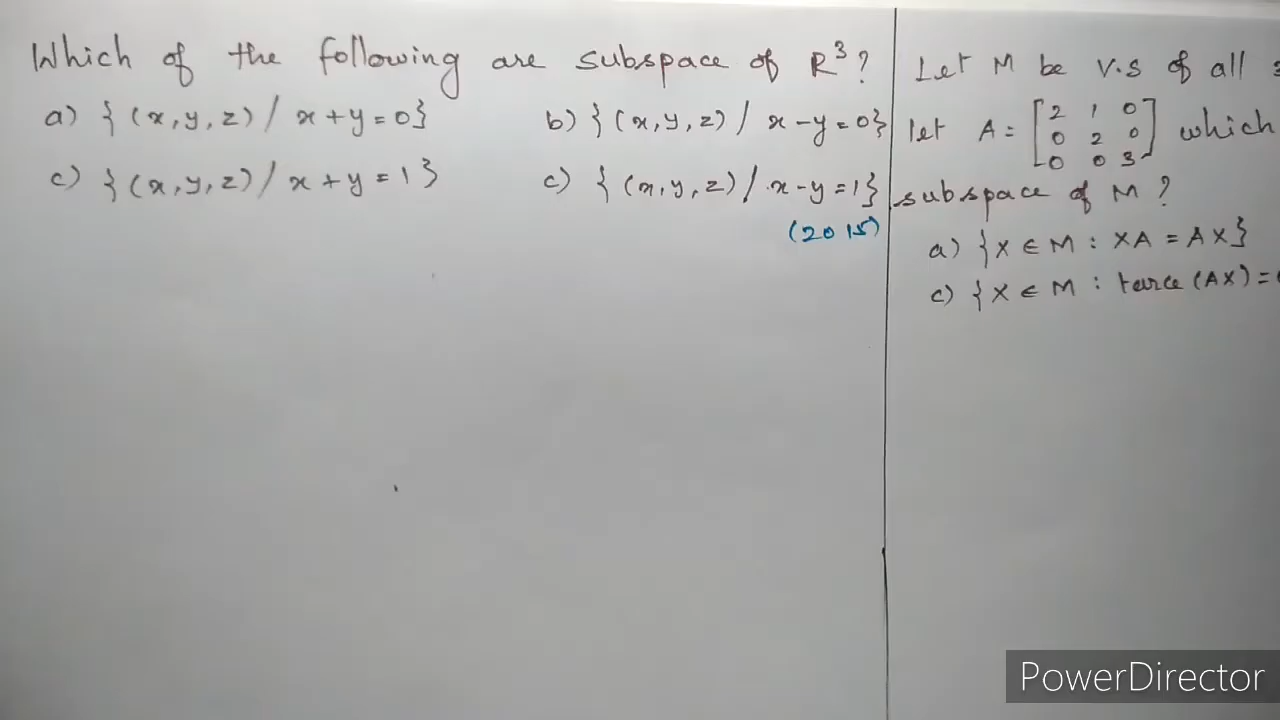 Which of the following are subspace of R³?
a) {(x,y,z) / x+y=0} b) {(x,y,z) / x-y=0}
c) {(x,y,z) / x+y=1} c) {(x,y,z) / x-y=1}
(2015)
Let M be V.S of all
let A = [2 1 0 which
0 2 0
0 0 3]
subspace of M?
a) {X ∈ M : XA = AX}
c) {X ∈ M : tarce (AX) =
PowerDirector